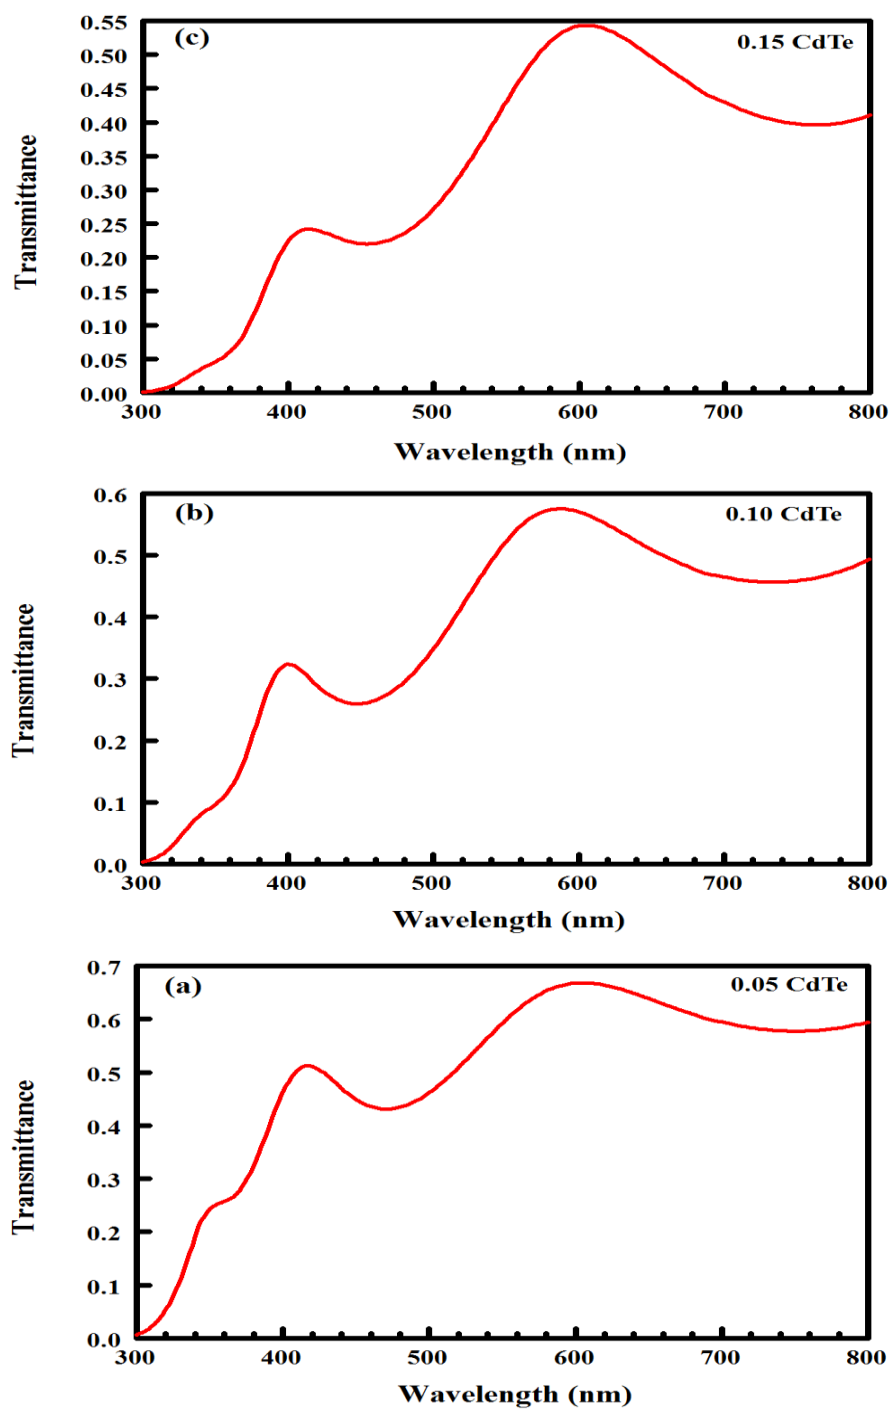 (c)
0.15 CdTe
Transmittance
0.55
0.50
0.45
0.40
0.35
0.30
0.25
0.20
0.15
0.10
0.05
0.00
300 400 500 600 700 800
Wavelength (nm)
(b)
0.10 CdTe
Transmittance
0.6
0.5
0.4
0.3
0.2
0.1
0.0
300 400 500 600 700 800
Wavelength (nm)
(a)
0.05 CdTe
Transmittance
0.7
0.6
0.5
0.4
0.3
0.2
0.1
0.0
300 400 500 600 700 800
Wavelength (nm)